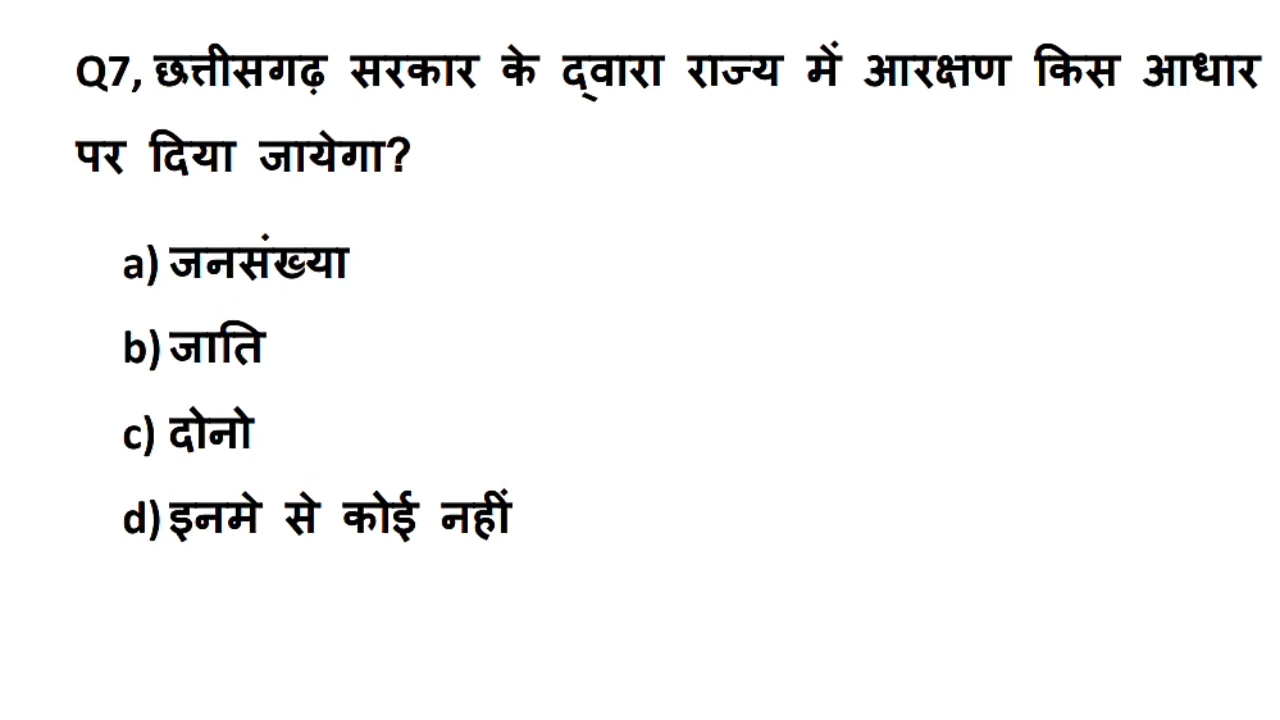 Q7, छत्तीसगढ़ सरकार के द्वारा राज्य में आरक्षण किस आधार
पर दिया जायेगा?
a) जनसंख्या
b) जाति
c) दोनो
d) इनमे से कोई नहीं